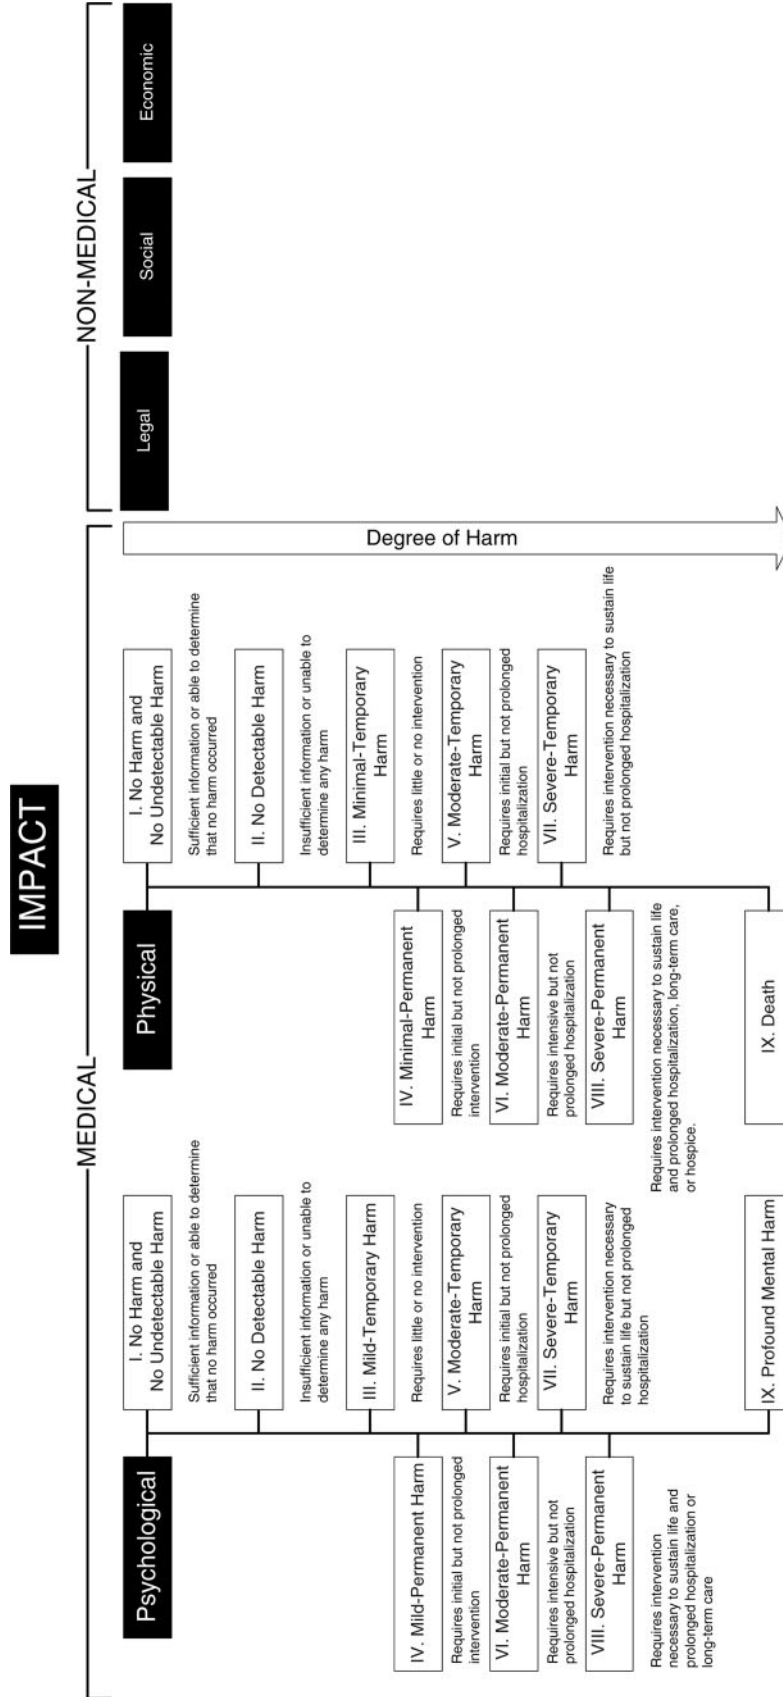 IMPACT
MEDICAL
NON-MEDICAL
Psychological
Physical
Legal
Social
Economic
I. No Harm and
No Undetectable Harm
Sufficient information or able to determine
that no harm occurred
II. No Detectable Harm
Insufficient information or unable to
determine any harm
III. Mild-Temporary Harm
Requires little or no intervention
IV. Mild-Permanent Harm
Requires initial but not prolonged
intervention
V. Moderate-Temporary
Harm
Requires initial but not prolonged
hospitalization
VI. Moderate-Permanent
Harm
Requires intensive but not
prolonged hospitalization
VII. Severe-Temporary
Harm
Requires intervention necessary
to sustain life but not prolonged
hospitalization
VIII. Severe-Permanent
Harm
Requires intervention
necessary to sustain life and
prolonged hospitalization or
long-term care
IX. Profound Mental Harm
I. No Harm and
No Undetectable Harm
Sufficient information or able to determine
that no harm occurred
II. No Detectable Harm
Insufficient information or unable to
determine any harm
III. Minimal-Temporary
Harm
Requires little or no intervention
IV. Minimal-Permanent
Harm
Requires initial but not prolonged
intervention
V. Moderate-Temporary
Harm
Requires initial but not prolonged
hospitalization
VI. Moderate-Permanent
Harm
Requires intensive but not
prolonged hospitalization
VII. Severe-Temporary
Harm
Requires intervention necessary to sustain life
but not prolonged hospitalization
VIII. Severe-Permanent
Harm
Requires intervention necessary to sustain life
and prolonged hospitalization, long-term care,
or hospice.
IX. Death
Degree of Harm